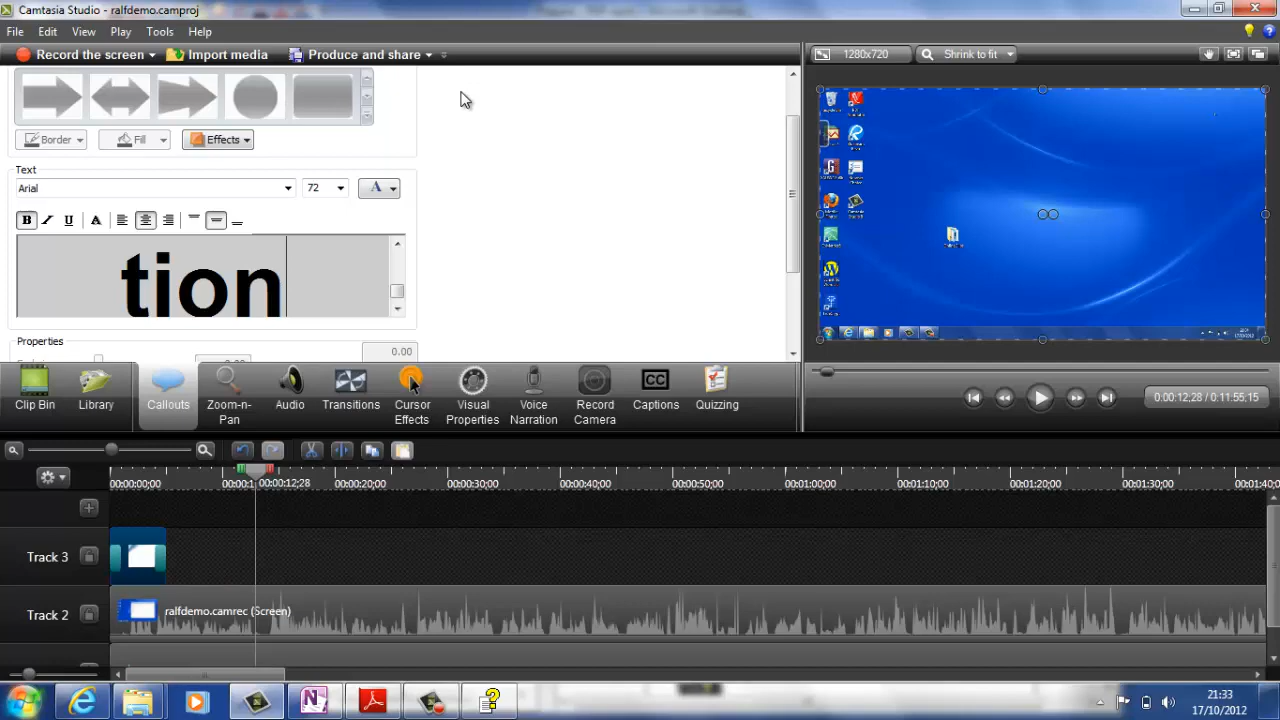 Camtasia Studio - ralfdemo.camproj
File Edit View Play Tools Help
Record the screen Import media Produce and share
1280x720 Shrink to fit
Border Fill Effects
Text
Arial 72 A
B I U A
tion
Properties
0.00
Clip Bin Library Callouts Zoom-n-Pan Audio Transitions Cursor Effects Visual Properties Voice Narration Record Camera CC Captions Quizzing
0:00:12;28 / 0:11:55;15
00:00:00;00 00:00:1 00:00:12;28 00:00:20;00 00:00:30;00 00:00:40;00 00:00:50;00 00:01:00;00 00:01:10;00 00:01:20;00 00:01:30;00 00:01:40;0
Track 3
Track 2 ralfdemo.camrec (Screen)
21:33
17/10/2012